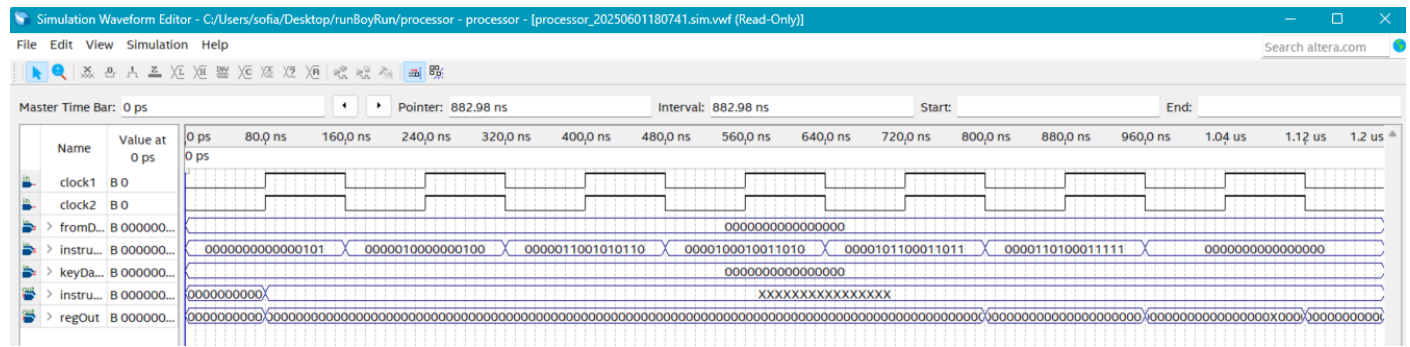 Simulation Waveform Editor - C:/Users/sofia/Desktop/runBoyRun/processor - processor - [processor_20250601180741.sim.vwf (Read-Only)]
File Edit View Simulation Help
Search altera.com
Master Time Bar: 0 ps Pointer: 882.98 ns Interval: 882.98 ns Start: End:
Name Value at 0 ps 0 ps 80,0 ns 160,0 ns 240,0 ns 320,0 ns 400,0 ns 480,0 ns 560,0 ns 640,0 ns 720,0 ns 800,0 ns 880,0 ns 960,0 ns 1.04 us 1.12 us 1.2 us
0 ps
clock1 B 0
clock2 B 0
fromD... B 000000... 0000000000000000
instru... B 000000... 0000000000000101 0000010000000100 0000011001010110 0000100010011010 0000101100011011 0000110100011111 0000000000000000
keyDa... B 000000... 0000000000000000
instru... B 000000... 0000000000 XXXXXXXXXXXXXXXX
regOut B 000000...